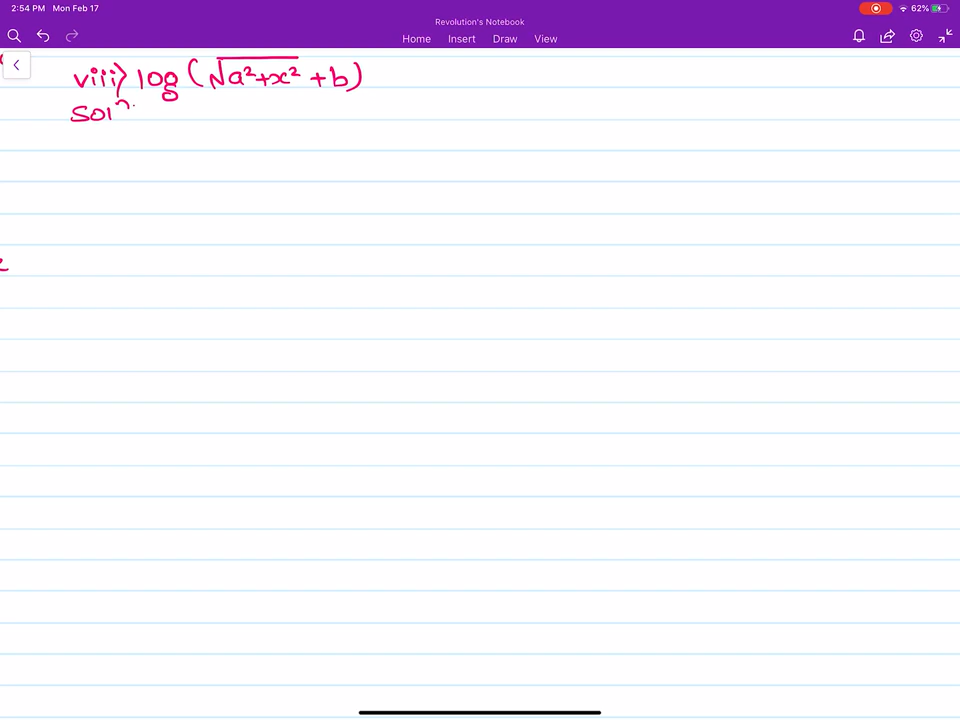 2:54 PM Mon Feb 17
62%
Revolution's Notebook
Home Insert Draw View
viii) log (√a²+x² + b)
Solⁿ.